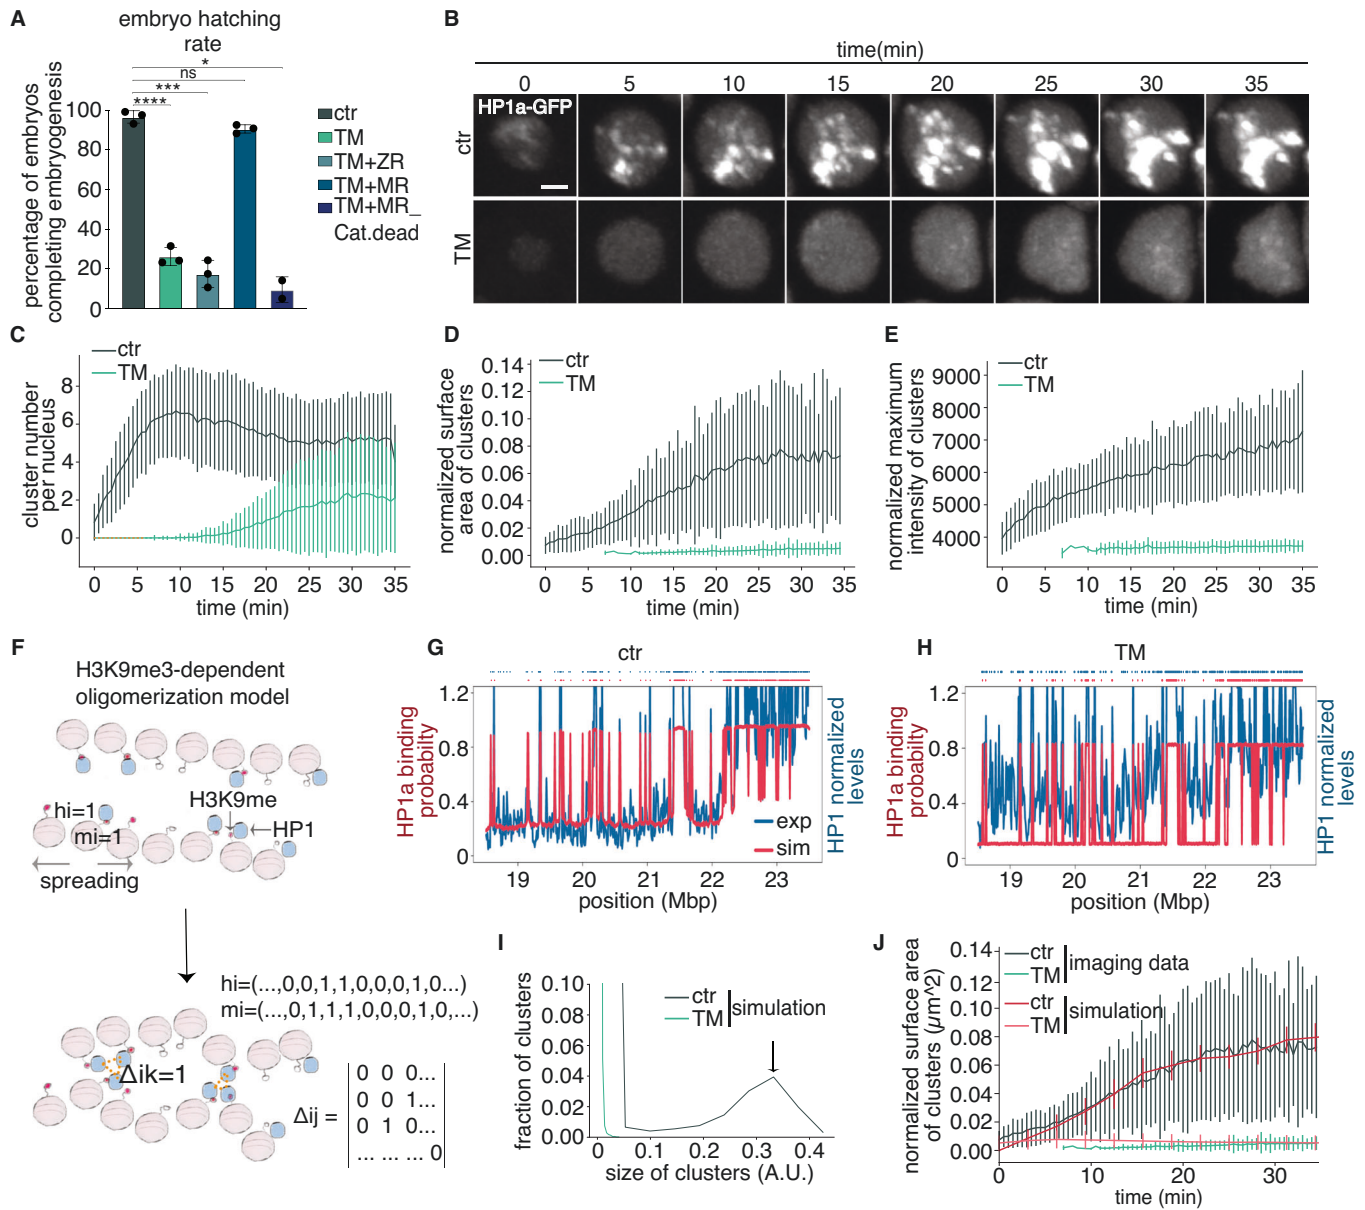 A
embryo hatching
rate
*
ns
***
****
percentage of embryos
completing embryogenesis
100
80
60
40
20
0
ctr
TM
TM+ZR
TM+MR
TM+MR_
Cat.dead
B
time(min)
0 5 10 15 20 25 30 35
HP1a-GFP
ctr
TM
C
ctr
TM
cluster number
per nucleus
8
6
4
2
0
0 5 10 15 20 25 30 35
time (min)
D
ctr
TM
normalized surface
area of clusters
0.14
0.12
0.10
0.08
0.06
0.04
0.02
0.00
0 5 10 15 20 25 30 35
time (min)
E
ctr
TM
normalized maximum
intensity of clusters
9000
8000
7000
6000
5000
4000
0 5 10 15 20 25 30 35
time (min)
F
H3K9me3-dependent
oligomerization model
hi=1
mi=1
H3K9me
HP1
spreading
hi=(...,0,0,1,1,0,0,0,1,0...)
mi=(...,0,1,1,1,0,0,0,1,0,...)
Δik=1
Δij =
0 0 0...
0 0 1...
0 1 0...
... ... ... 0
G
ctr
HP1a binding
probabilty
1.2
0.8
0.4
0
HP1 normalized
levels
exp
sim
19 20 21 22 23
position (Mbp)
H
TM
HP1a binding
probability
1.2
0.8
0.4
0
HP1 normalized
levels
19 20 21 22 23
position (Mbp)
I
fraction of clusters
0.10
0.08
0.06
0.04
0.02
0.00
ctr
TM
simulation
0 0.1 0.2 0.3 0.4
size of clusters (A.U.)
J
normalized surface area
of clusters (µm^2)
0.14
0.12
0.10
0.08
0.06
0.04
0.02
0.00
ctr
TM
imaging data
ctr
TM
simulation
0 10 20 30
time (min)